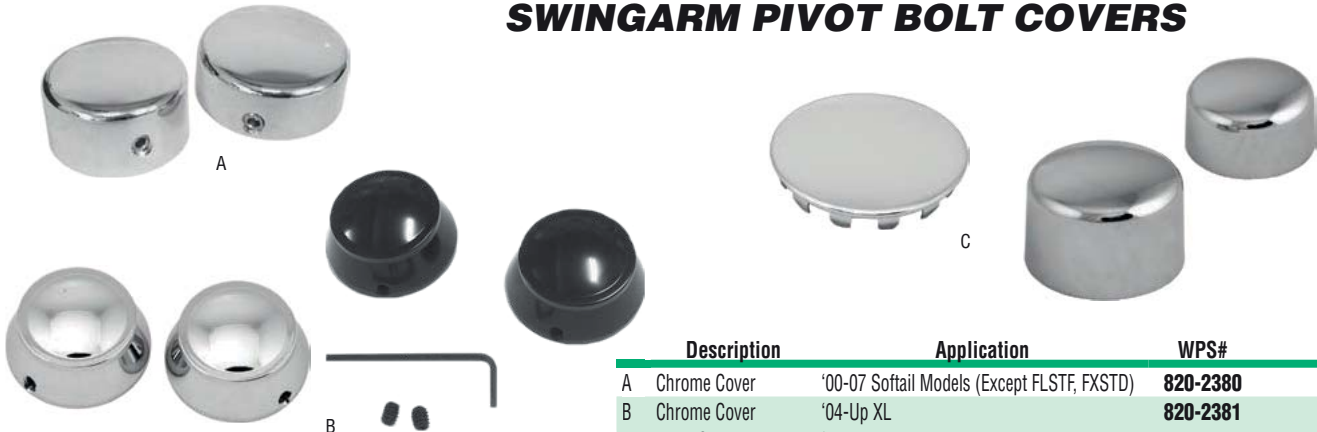 SWINGARM PIVOT BOLT COVERS
A
C
B
Description Application WPS#
A Chrome Cover ‘00-07 Softail Models (Except FLSTF, FXSTD) 820-2380
B Chrome Cover ‘04-Up XL 820-2381